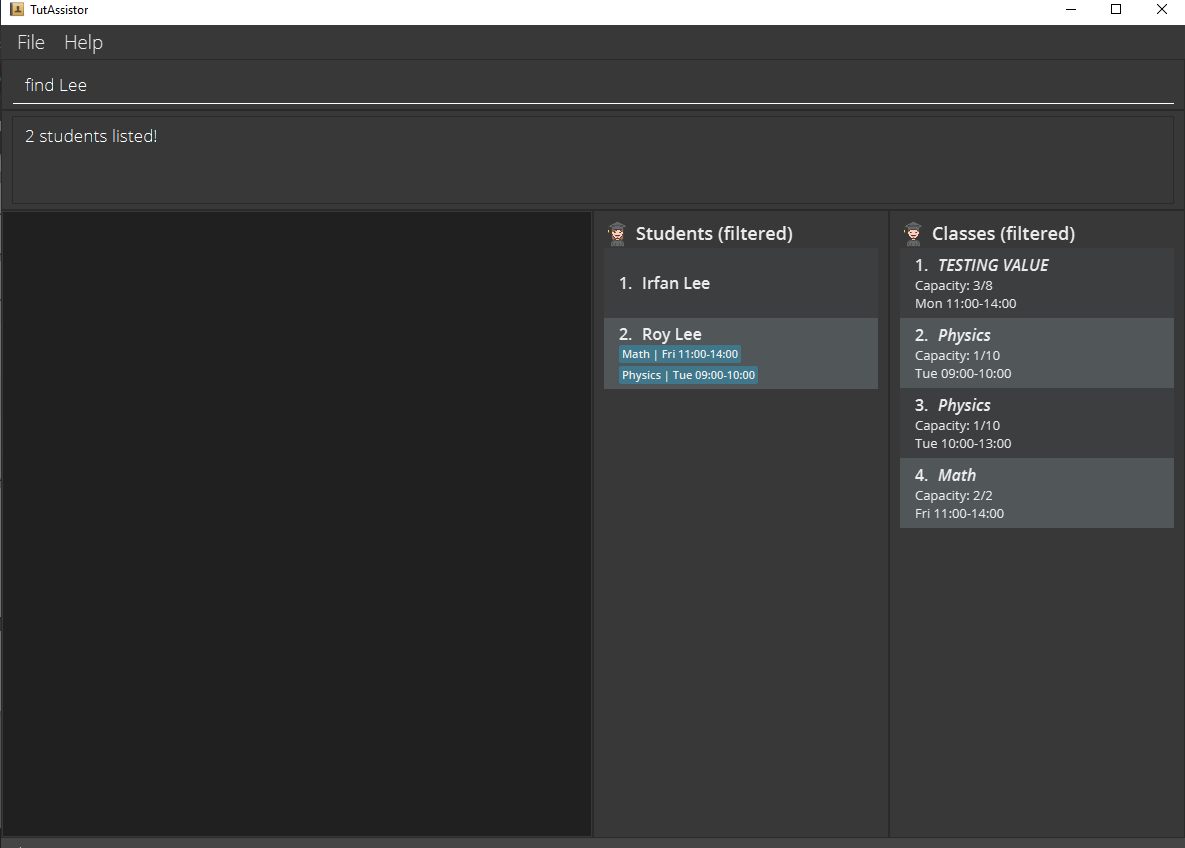 TutAssistor
File Help
find Lee
2 students listed!
Students (filtered)
1. Irfan Lee
2. Roy Lee
Math | Fri 11:00-14:00
Physics | Tue 09:00-10:00
Classes (filtered)
1. TESTING VALUE
Capacity: 3/8
Mon 11:00-14:00
2. Physics
Capacity: 1/10
Tue 09:00-10:00
3. Physics
Capacity: 1/10
Tue 10:00-13:00
4. Math
Capacity: 2/2
Fri 11:00-14:00